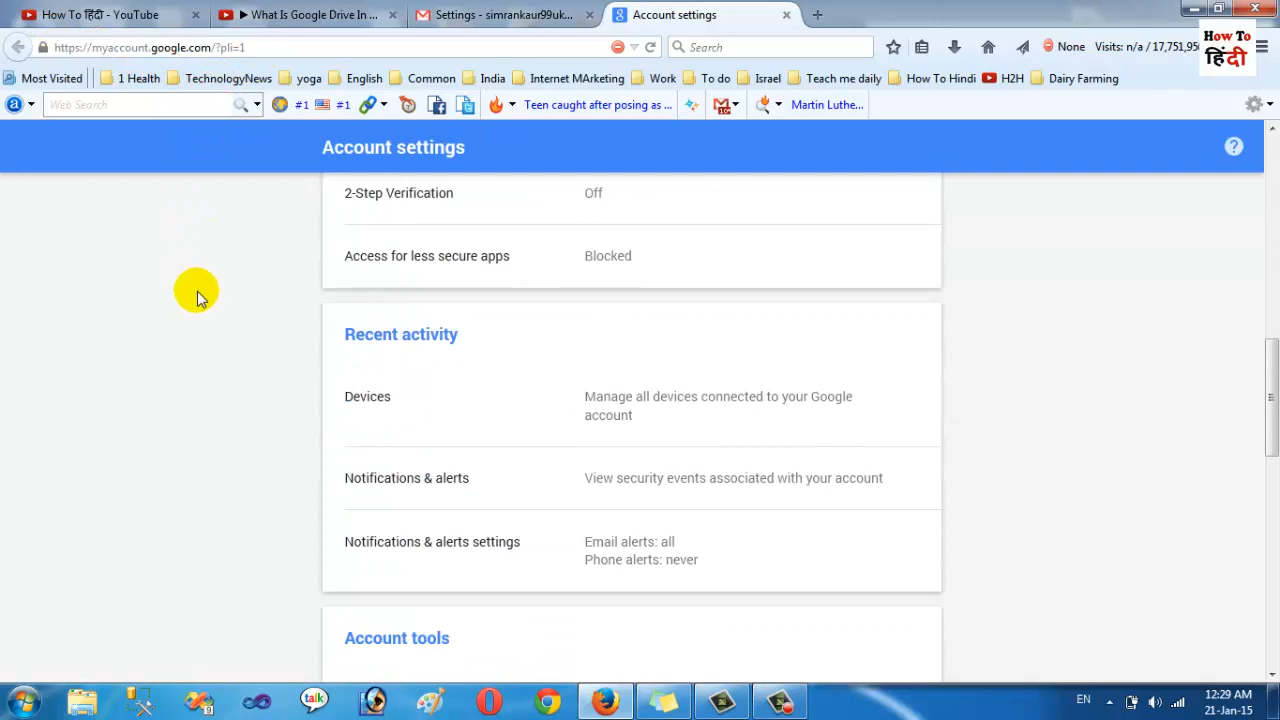 How To हिंदी - YouTube
▶ What Is Google Drive In ...
Settings - simrankaur99uk...
Account settings
https://myaccount.google.com/?pli=1
Search
None
Visits: n/a / 17,751,95
How To
हिंदी
Most Visited
1 Health
TechnologyNews
yoga
English
Common
India
Internet MArketing
Work
To do
Israel
Teach me daily
How To Hindi
H2H
Dairy Farming
Web Search
#1
#1
Teen caught after posing as ...
Martin Luthe...
Account settings
?
2-Step Verification
Off
Access for less secure apps
Blocked
Recent activity
Devices
Manage all devices connected to your Google
account
Notifications & alerts
View security events associated with your account
Notifications & alerts settings
Email alerts: all
Phone alerts: never
Account tools
talk
EN
12:29 AM
21-Jan-15